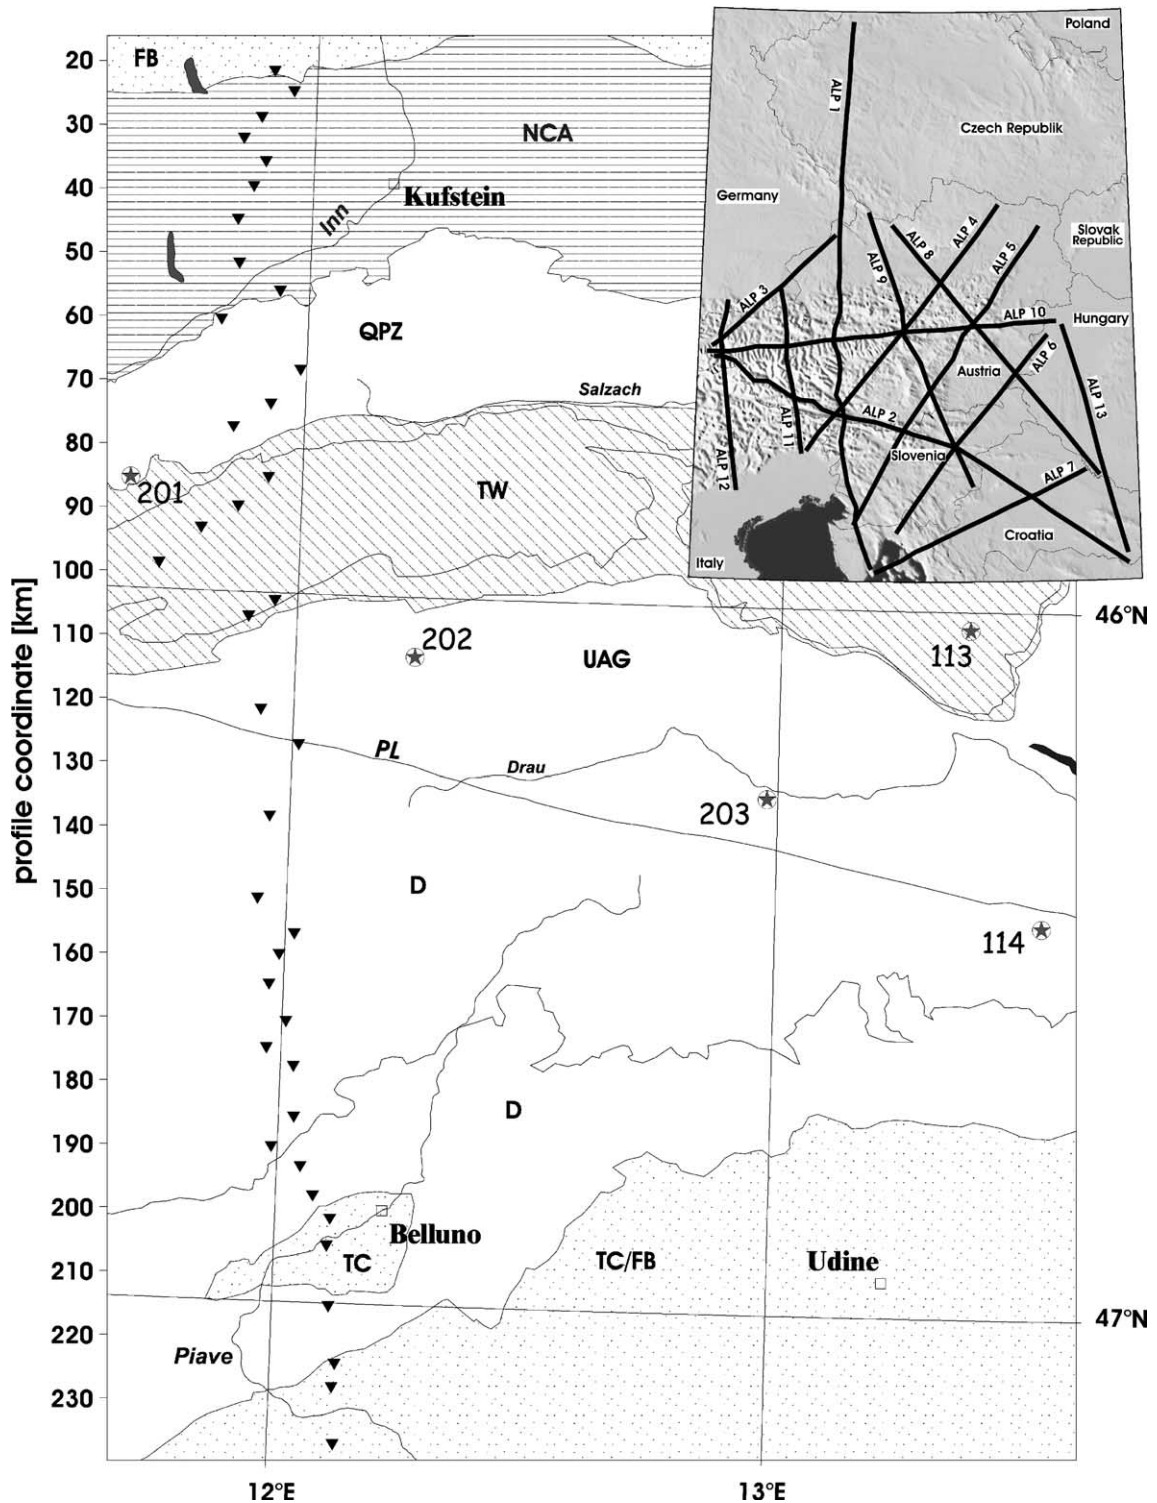 profile coordinate [km]
20
30
40
50
60
70
80
90
100
110
120
130
140
150
160
170
180
190
200
210
220
230
FB
NCA
Kufstein
Inn
QPZ
Salzach
201
TW
46°N
202
UAG
113
PL
Drau
203
D
114
D
Belluno
TC
TC/FB
Udine
47°N
Piave
12°E
13°E
Poland
ALP 1
Czech Republik
Germany
ALP 4
ALP 8
ALP 5
Slovak
Republic
ALP 9
ALP 3
ALP 10
Hungary
ALP 6
Austria
ALP 13
ALP 2
ALP 11
Slovenia
ALP 12
ALP 7
Croatia
Italy